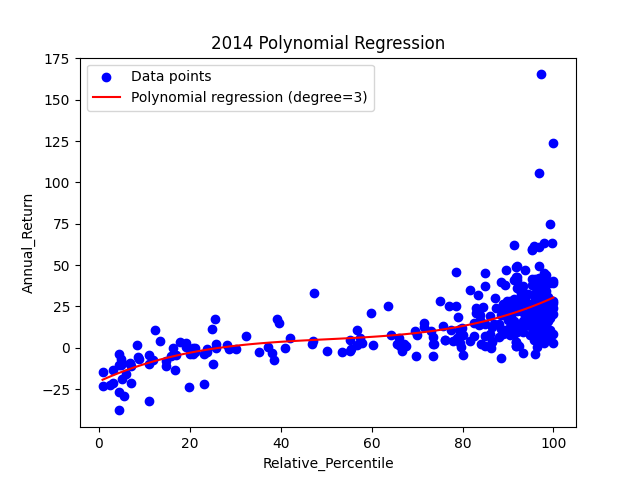 2014 Polynomial Regression
Data points
Polynomial regression (degree=3)
175
150
125
100
75
50
25
0
−25
Annual_Return
0 20 40 60 80 100
Relative_Percentile